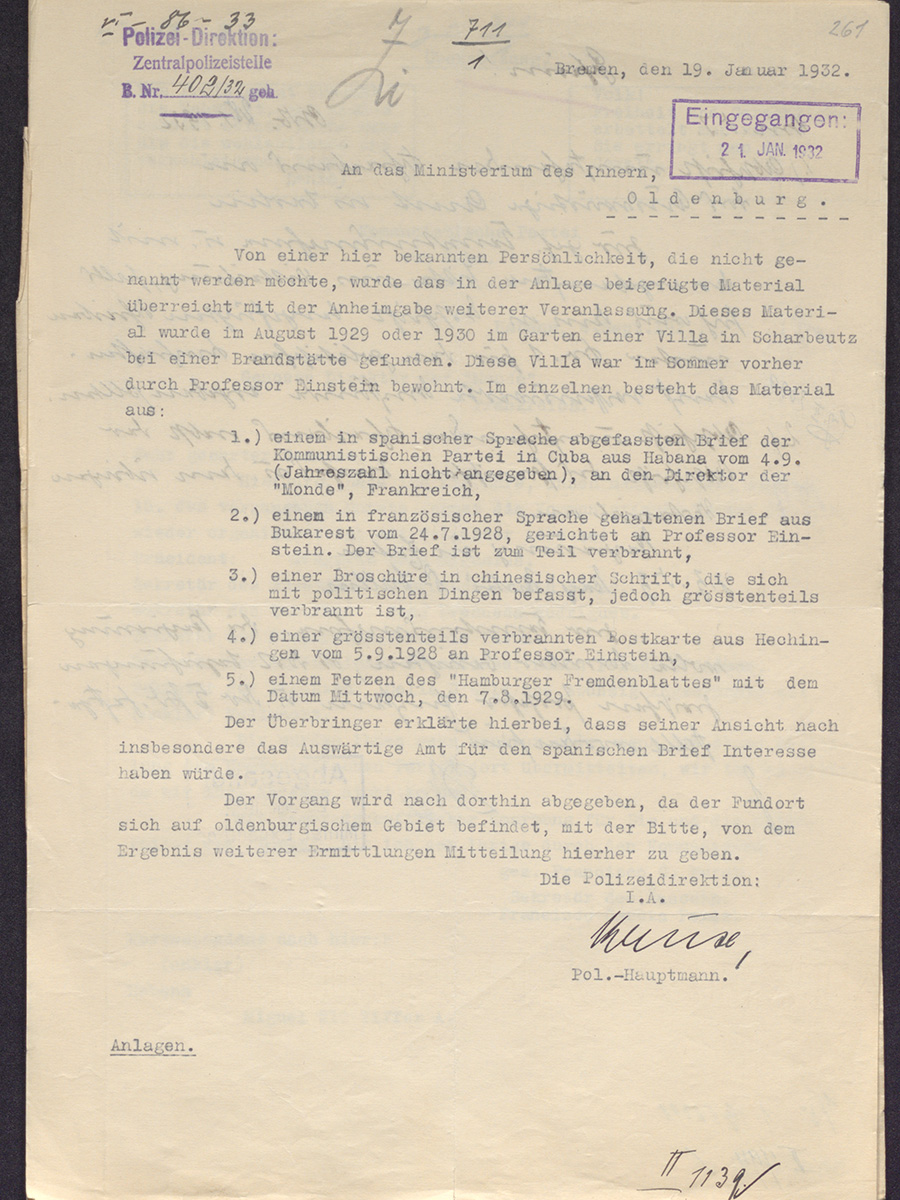 VI - 86 - 33
Polizei-Direktion:
Zentralpolizeistelle
B. Nr. 409/32 geh.
7
711
1
261
Bremen, den 19. Januar 1932.
Eingegangen:
21. JAN. 1932
An das Ministerium des Innern,
Oldenburg.
Von einer hier bekannten Persönlichkeit, die nicht ge-
nannt werden möchte, wurde das in der Anlage beigefügte Material
überreicht mit der Anheimgabe weiterer Veranlassung. Dieses Materi-
al wurde im August 1929 oder 1930 im Garten einer Villa in Scharbeutz
bei einer Brandstätte gefunden. Diese Villa war im Sommer vorher
durch Professor Einstein bewohnt. Im einzelnen besteht das Material
aus:
1.) einem in spanischer Sprache abgefassten Brief der
Kommunistischen Partei in Cuba aus Habana vom 4.9.
(Jahreszahl nicht angegeben), an den Direktor der
"Monde", Frankreich,
2.) einem in französischer Sprache gehaltenen Brief aus
Bukarest vom 24.7.1928, gerichtet an Professor Ein-
stein. Der Brief ist zum Teil verbrannt,
3.) einer Broschüre in chinesischer Schrift, die sich
mit politischen Dingen befasst, jedoch grösstenteils
verbrannt ist,
4.) einer grösstenteils verbrannten Postkarte aus Hechin-
gen vom 5.9.1928 an Professor Einstein,
5.) einem Fetzen des "Hamburger Fremdenblattes" mit dem
Datum Mittwoch, den 7.8.1929.
Der Überbringer erklärte hierbei, dass seiner Ansicht nach
insbesondere das Auswärtige Amt für den spanischen Brief Interesse
haben würde.
Der Vorgang wird nach dorthin abgegeben, da der Fundort
sich auf oldenburgischem Gebiet befindet, mit der Bitte, von dem
Ergebnis weiterer Ermittlungen Mitteilung hierher zu geben.
Die Polizeidirektion:
I.A.
Pol.-Hauptmann.
Anlagen.
II 113 g